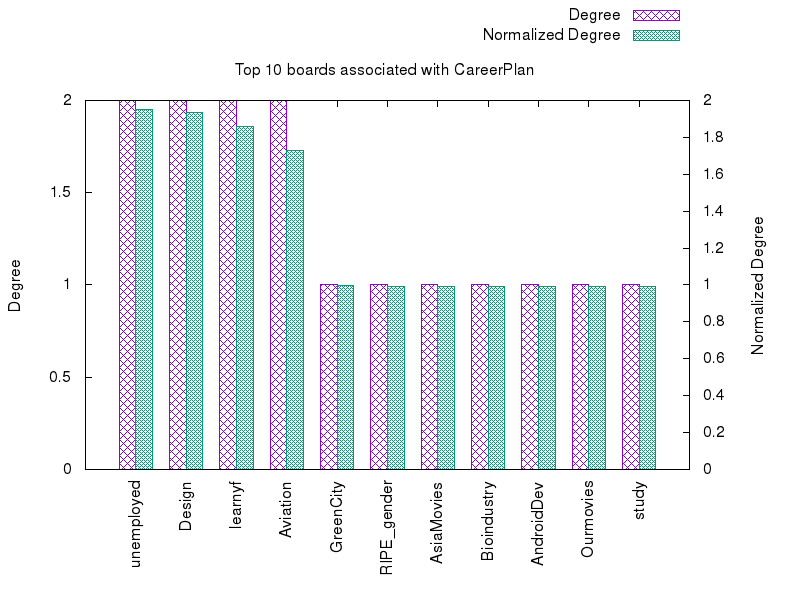 Degree
Normalized Degree
Top 10 boards associated with CareerPlan
2
1.5
1
0.5
0
Degree
2
1.8
1.6
1.4
1.2
1
0.8
0.6
0.4
0.2
0
Normalized Degree
unemployed
Design
learnyf
Aviation
GreenCity
RIPE_gender
AsiaMovies
Bioindustry
AndroidDev
Ourmovies
study